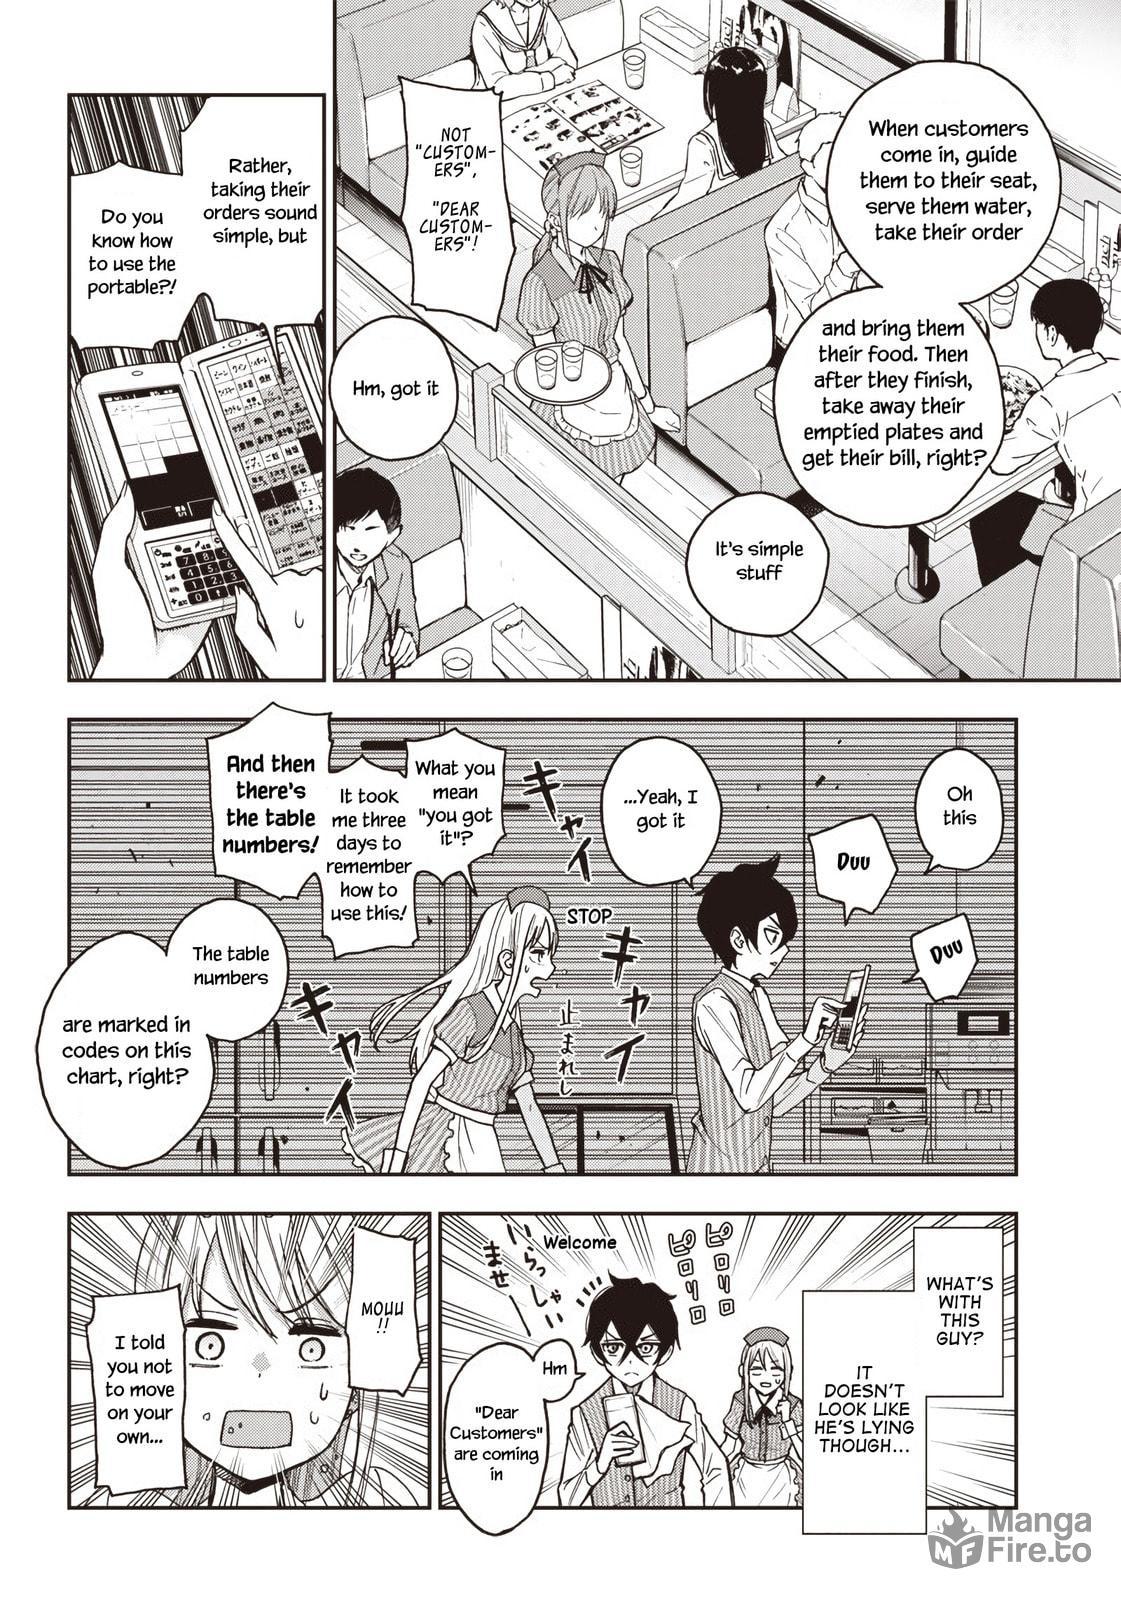 When customers
come in, guide
them to their seat,
serve them water,
take their order
and bring them
their food. Then
after they finish,
take away their
emptied plates and
get their bill, right?
It's simple
stuff
NOT
"CUSTOM-
ERS",
"DEAR
CUSTOM-
ERS"!
Hm, got it
Rather,
taking their
orders sound
simple, but
Do you
know how
to use the
portable?!
Oh
this
Duu
Duu
...Yeah, I
got it
キャイ
キャイ
キャイ
STOP
止まれし
What you
mean
"you got
it"?
It took
me three
days to
remember
how to
use this!
And then
there's
the table
numbers!
The table
numbers
are marked in
codes on this
chart, right?
WHAT'S
WITH
THIS
GUY?
IT
DOESN'T
LOOK LIKE
HE'S LYING
THOUGH...
ピロリロ
ピロリロ
Welcome
いらっしゃい
ませー
Hm
"Dear
Customers"
are coming
in
MOUU
!!
I told
you not
to move
on your
own...
Manga
Fire.to